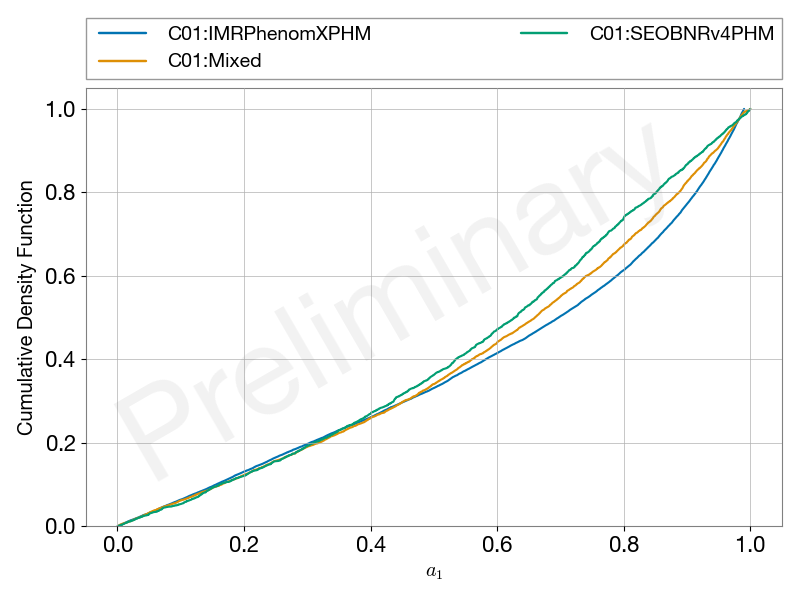 C01:IMRPhenomXPHM
C01:Mixed
C01:SEOBNRv4PHM
Preliminary
Cumulative Density Function
1.0
0.8
0.6
0.4
0.2
0.0
0.0 0.2 0.4 0.6 0.8 1.0
a₁